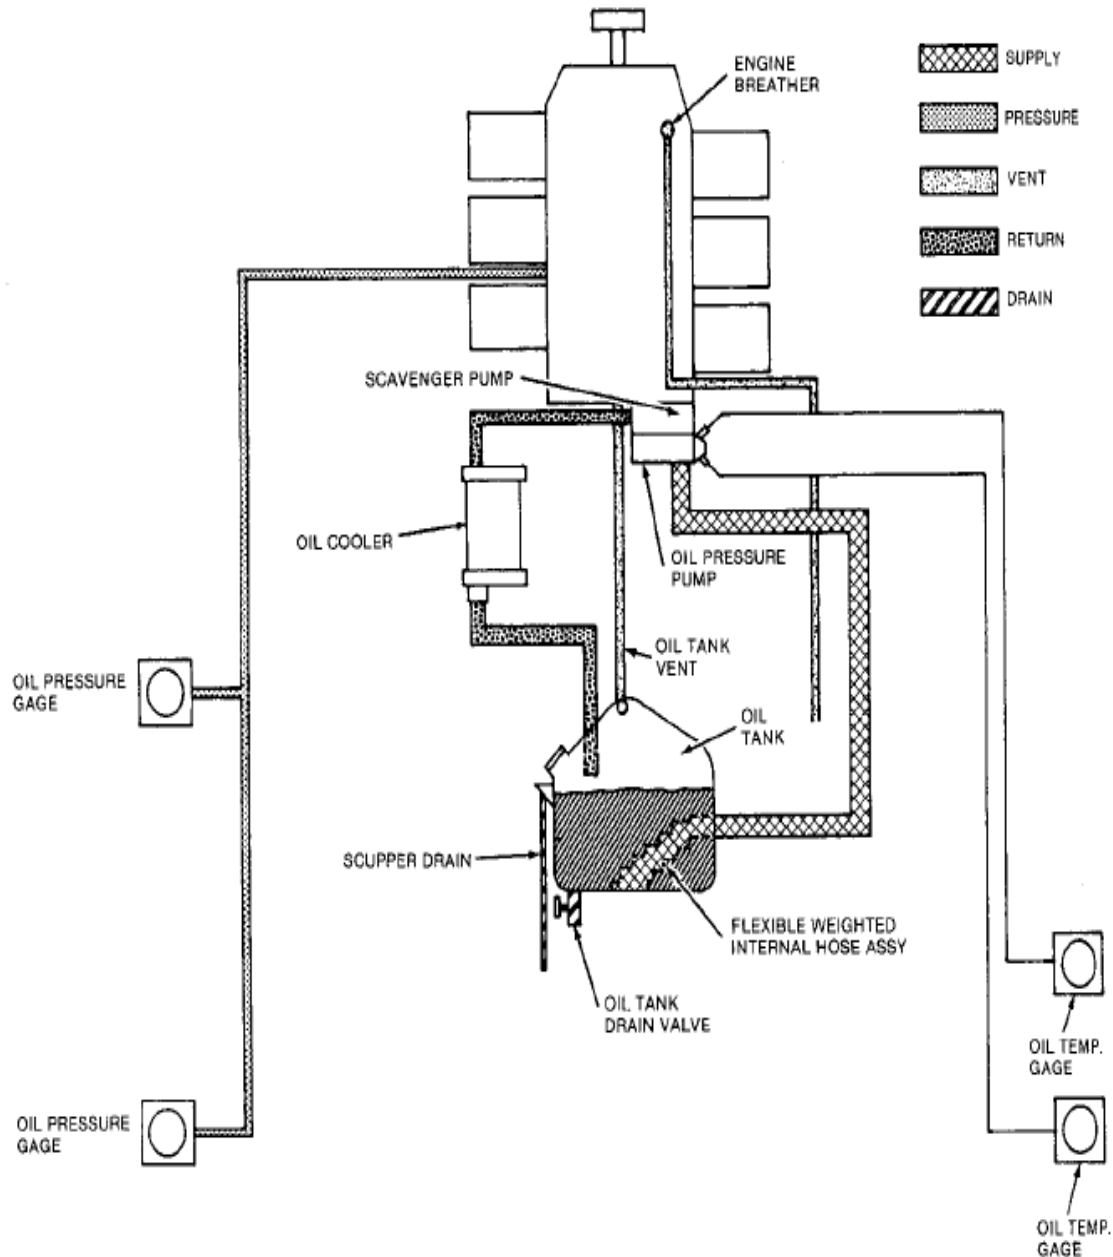 ENGINE
BREATHER
SUPPLY
PRESSURE
VENT
RETURN
DRAIN
SCAVENGER PUMP
OIL COOLER
OIL PRESSURE
PUMP
OIL TANK
VENT
OIL PRESSURE
GAGE
OIL
TANK
SCUPPER DRAIN
FLEXIBLE WEIGHTED
INTERNAL HOSE ASSY
OIL TANK
DRAIN VALVE
OIL TEMP.
GAGE
OIL PRESSURE
GAGE
OIL TEMP.
GAGE